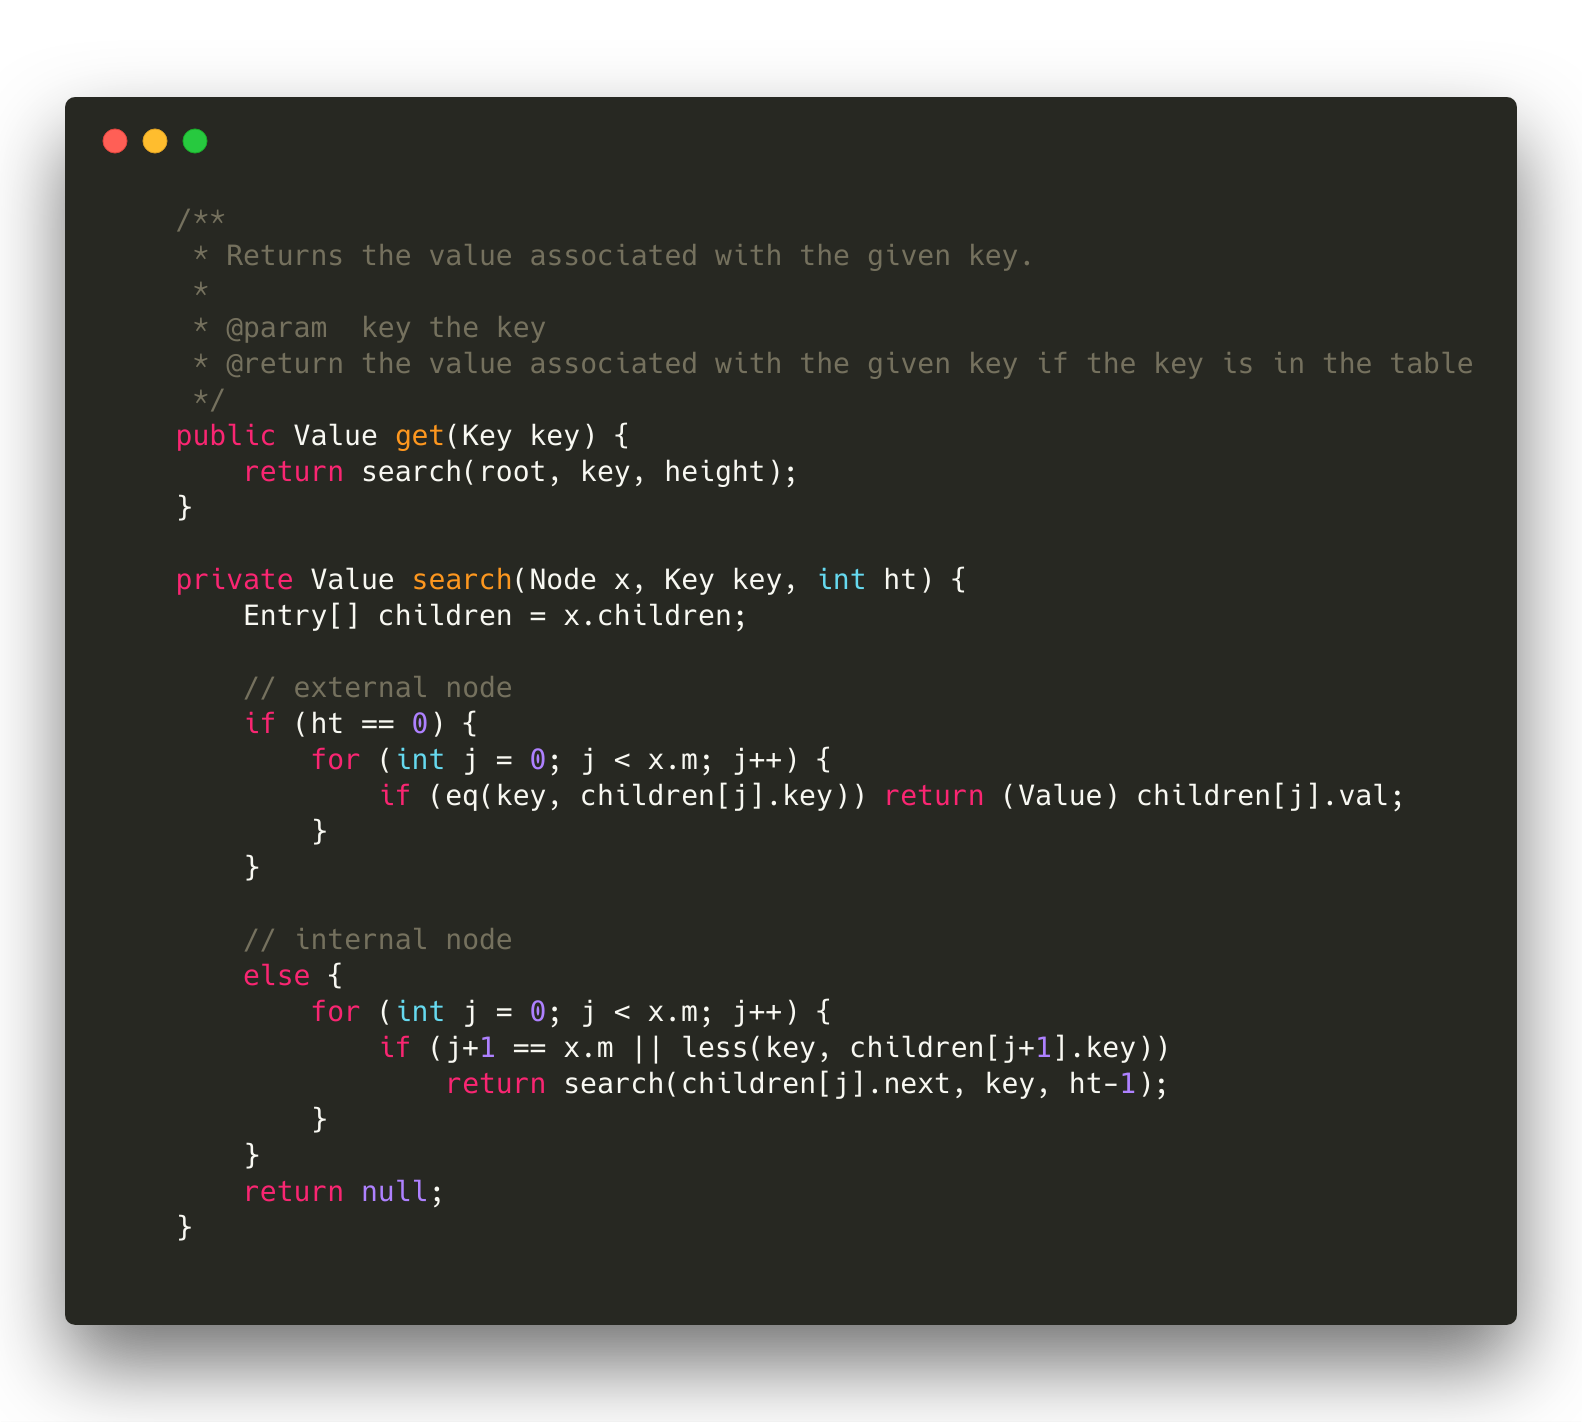 /**
 * Returns the value associated with the given key.
 *
 * @param  key the key
 * @return the value associated with the given key if the key is in the table
 */
public Value get(Key key) {
    return search(root, key, height);
}

private Value search(Node x, Key key, int ht) {
    Entry[] children = x.children;

    // external node
    if (ht == 0) {
        for (int j = 0; j < x.m; j++) {
            if (eq(key, children[j].key)) return (Value) children[j].val;
        }
    }

    // internal node
    else {
        for (int j = 0; j < x.m; j++) {
            if (j+1 == x.m || less(key, children[j+1].key))
                return search(children[j].next, key, ht-1);
        }
    }
    return null;
}